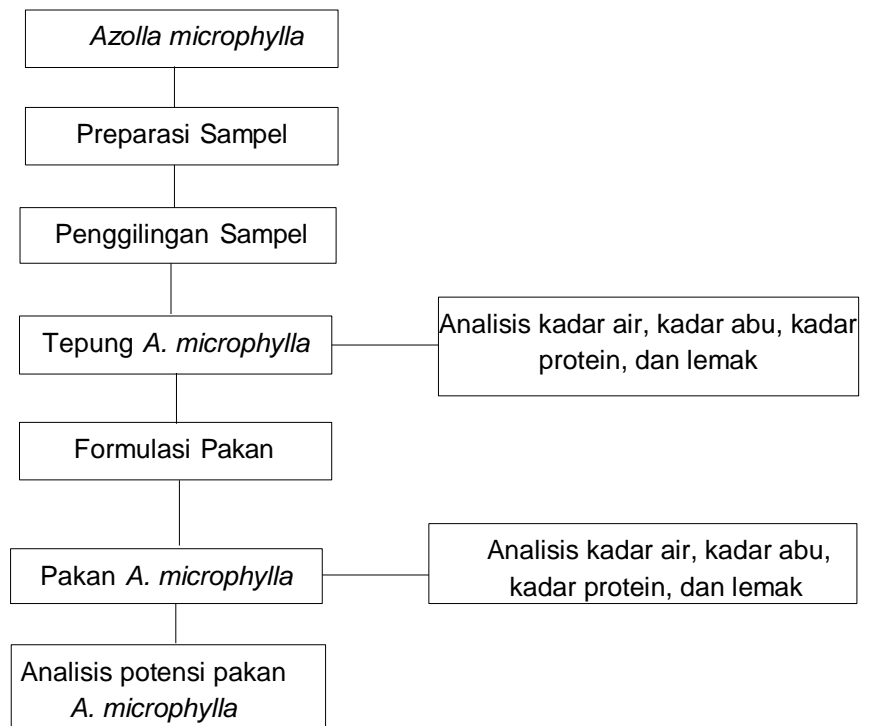 Azolla microphylla
Preparasi Sampel
Penggilingan Sampel
Tepung A. microphylla
Analisis kadar air, kadar abu, kadar
protein, dan lemak
Formulasi Pakan
Pakan A. microphylla
Analisis kadar air, kadar abu,
kadar protein, dan lemak
Analisis potensi pakan
A. microphylla